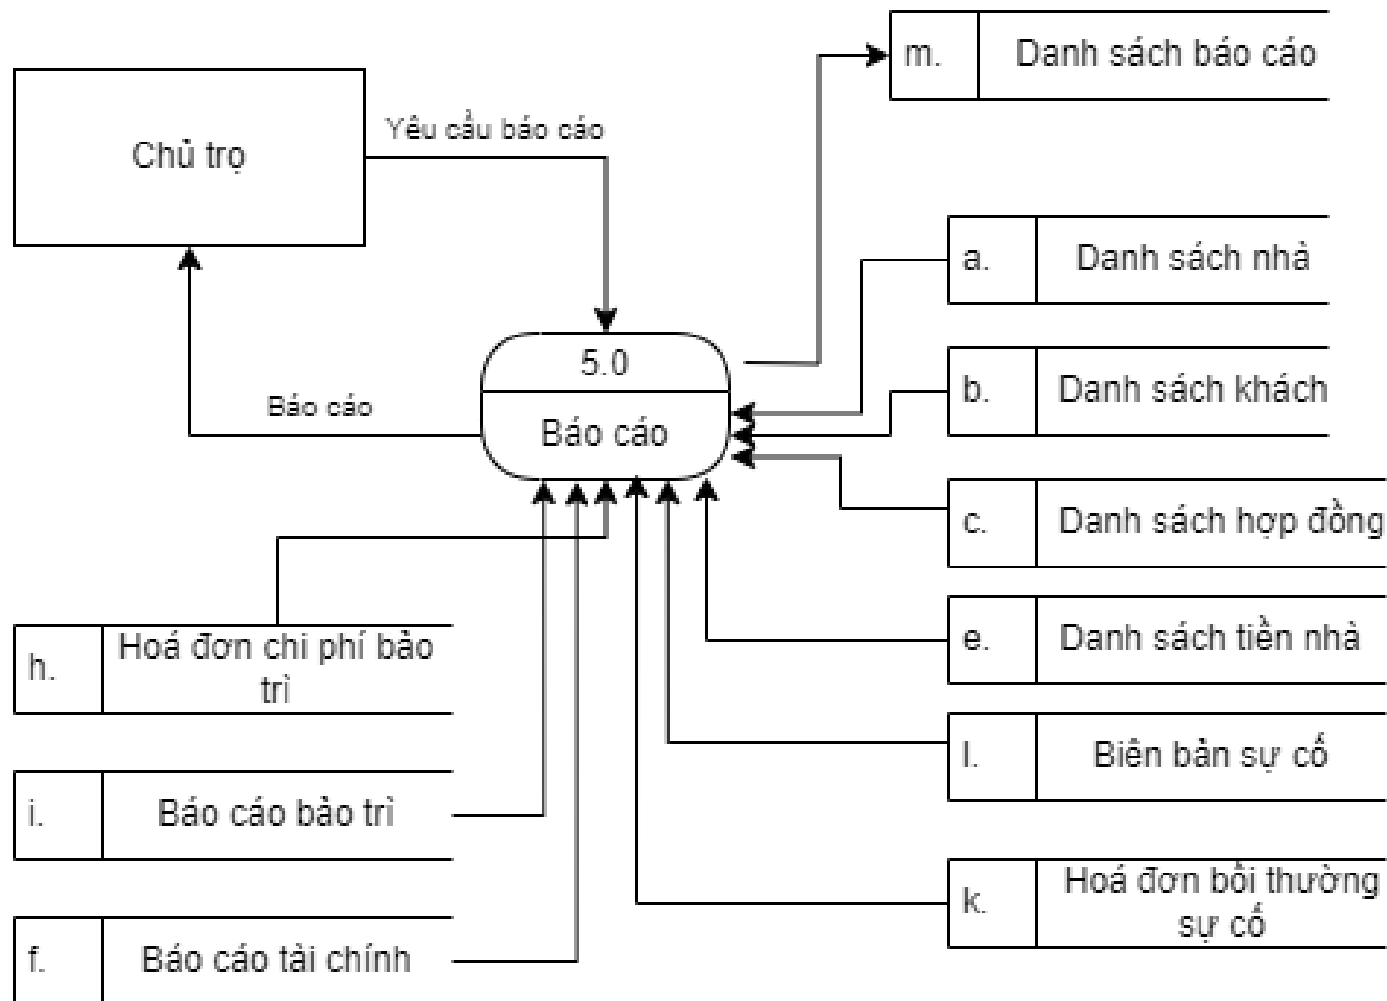 m. Danh sách báo cáo
Chủ trọ
Yêu cầu báo cáo
a. Danh sách nhà
5.0
Báo cáo
b. Danh sách khách
Báo cáo
c. Danh sách hợp đồng
h. Hoá đơn chi phí bảo
trì
e. Danh sách tiền nhà
l. Biên bản sự cố
i. Báo cáo bảo trì
k. Hoá đơn bồi thường
sự cố
f. Báo cáo tài chính